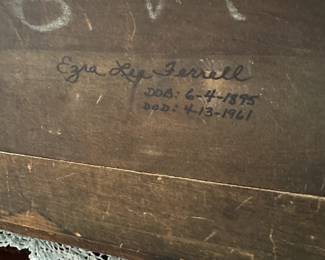 Ezra Lee Ferrell
DOB: 6-4-1895
DOD: 4-13-1961